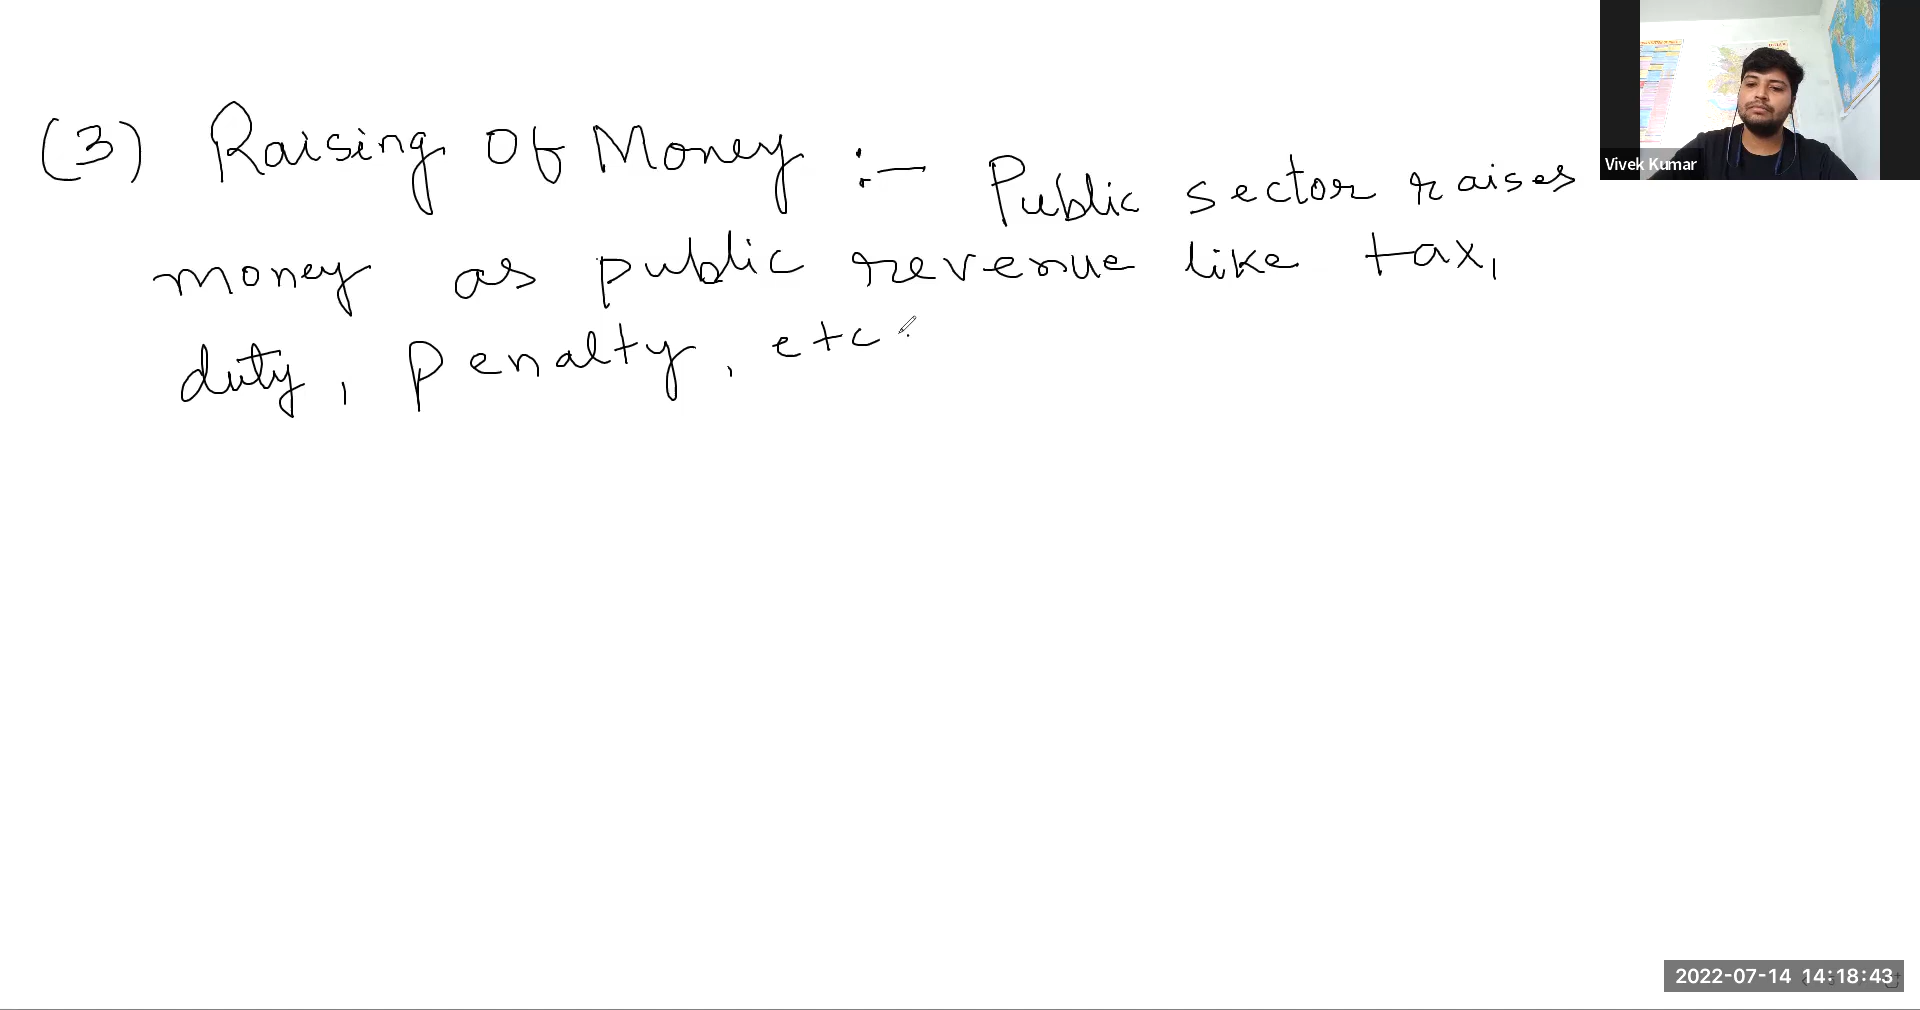 (3) Raising Of Money :- Public sector raises
money as public revenue like tax,
duty, Penalty, etc.
Vivek Kumar
2022-07-14 14:18:43